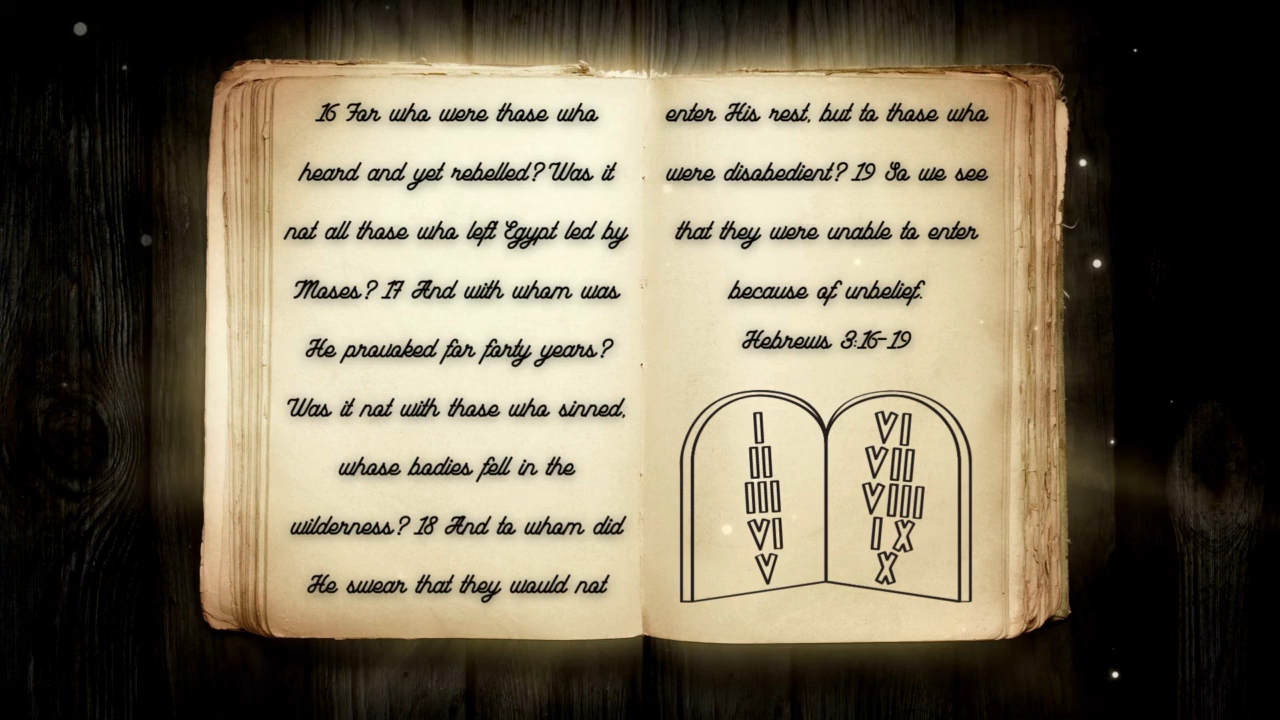 16 For who were those who
heard and yet rebelled? Was it
not all those who left Egypt led by
Moses? 17 And with whom was
He provoked for forty years?
Was it not with those who sinned,
whose bodies fell in the
wilderness? 18 And to whom did
He swear that they would not
enter His rest, but to those who
were disobedient? 19 So we see
that they were unable to enter
because of unbelief.
Hebrews 3:16-19
I
II
III
VI
V
VI
VII
VIII
IX
X